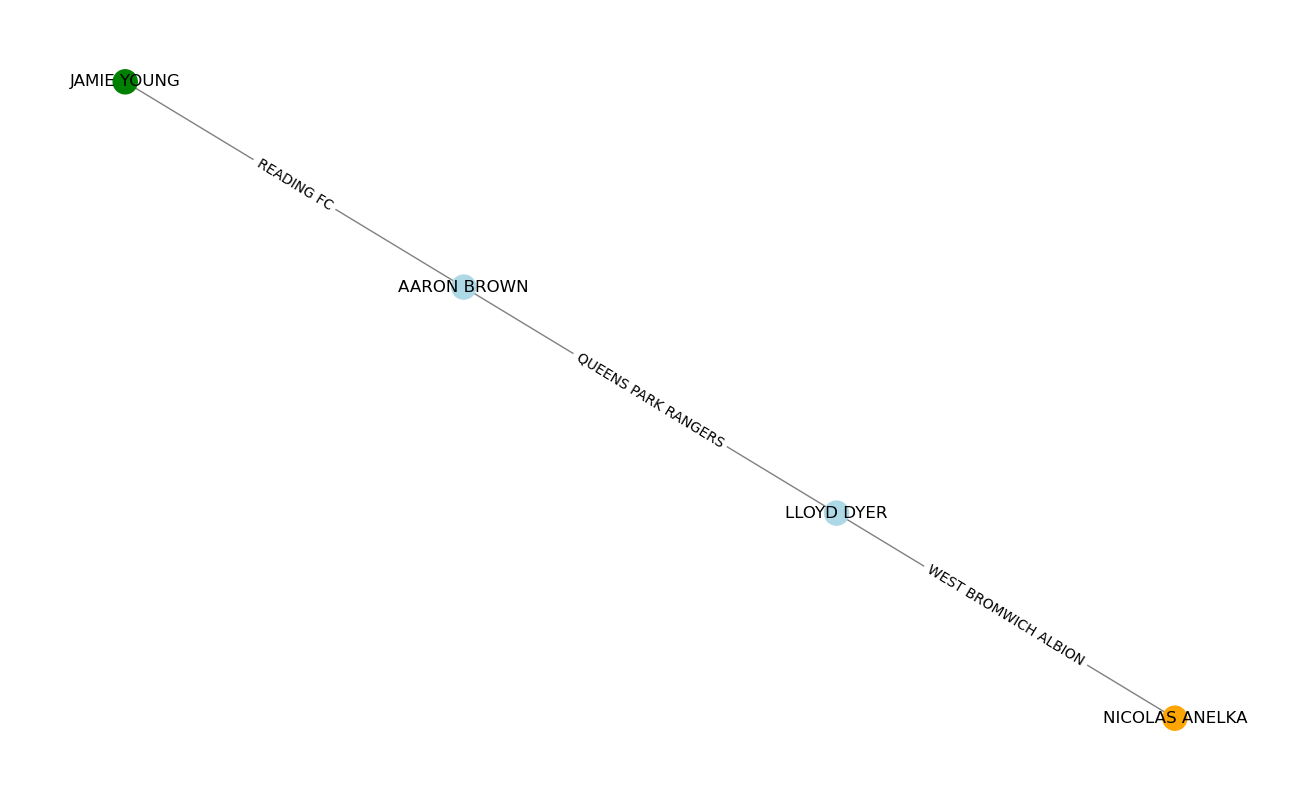 JAMIE YOUNG
READING FC
AARON BROWN
QUEENS PARK RANGERS
LLOYD DYER
WEST BROMWICH ALBION
NICOLAS ANELKA